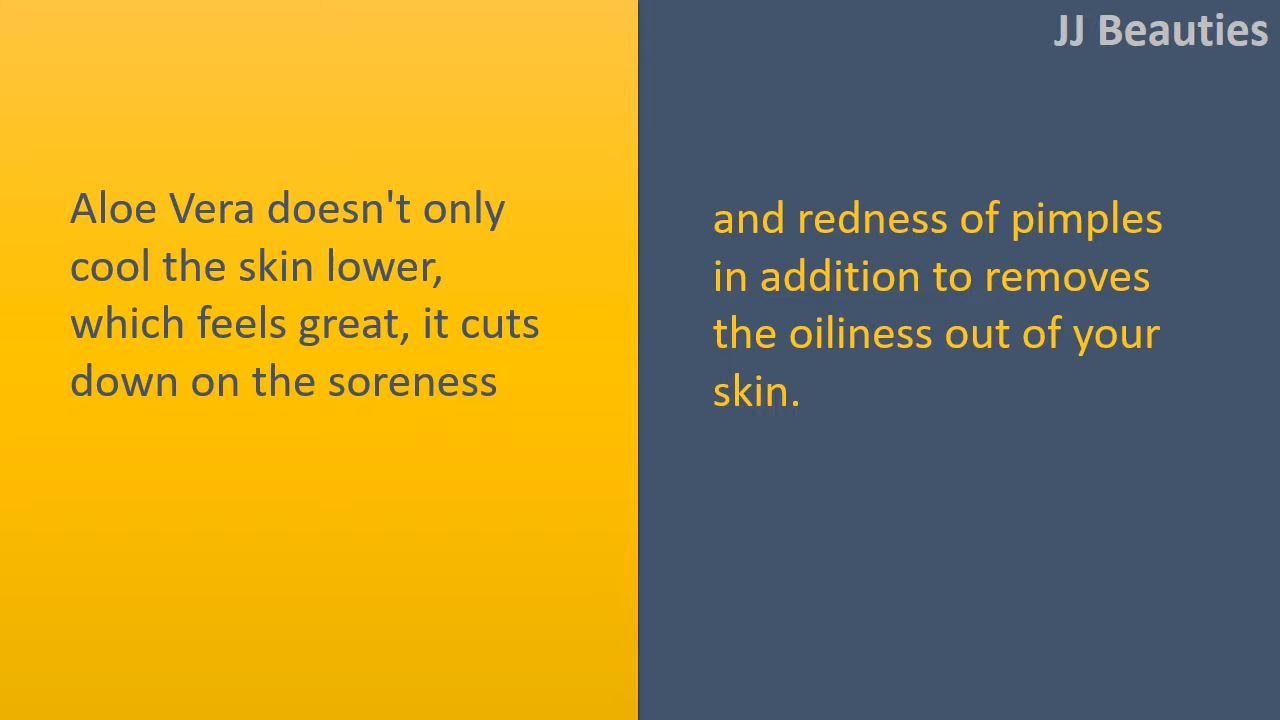 JJ Beauties
Aloe Vera doesn't only
cool the skin lower,
which feels great, it cuts
down on the soreness
and redness of pimples
in addition to removes
the oiliness out of your
skin.